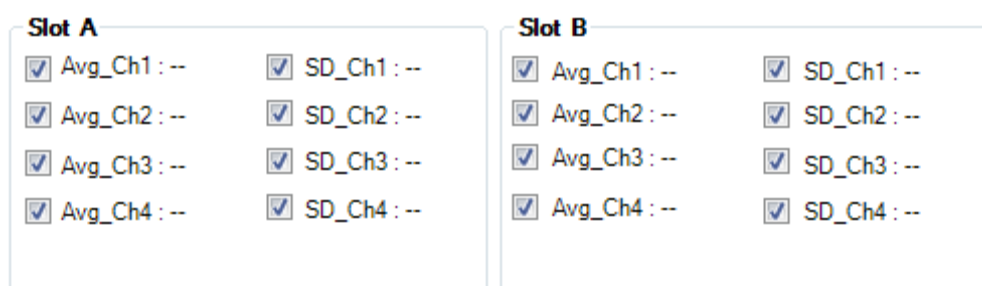 Slot A
Avg_Ch1 : --
SD_Ch1 : --
Avg_Ch2 : --
SD_Ch2 : --
Avg_Ch3 : --
SD_Ch3 : --
Avg_Ch4 : --
SD_Ch4 : --
Slot B
Avg_Ch1 : --
SD_Ch1 : --
Avg_Ch2 : --
SD_Ch2 : --
Avg_Ch3 : --
SD_Ch3 : --
Avg_Ch4 : --
SD_Ch4 : --